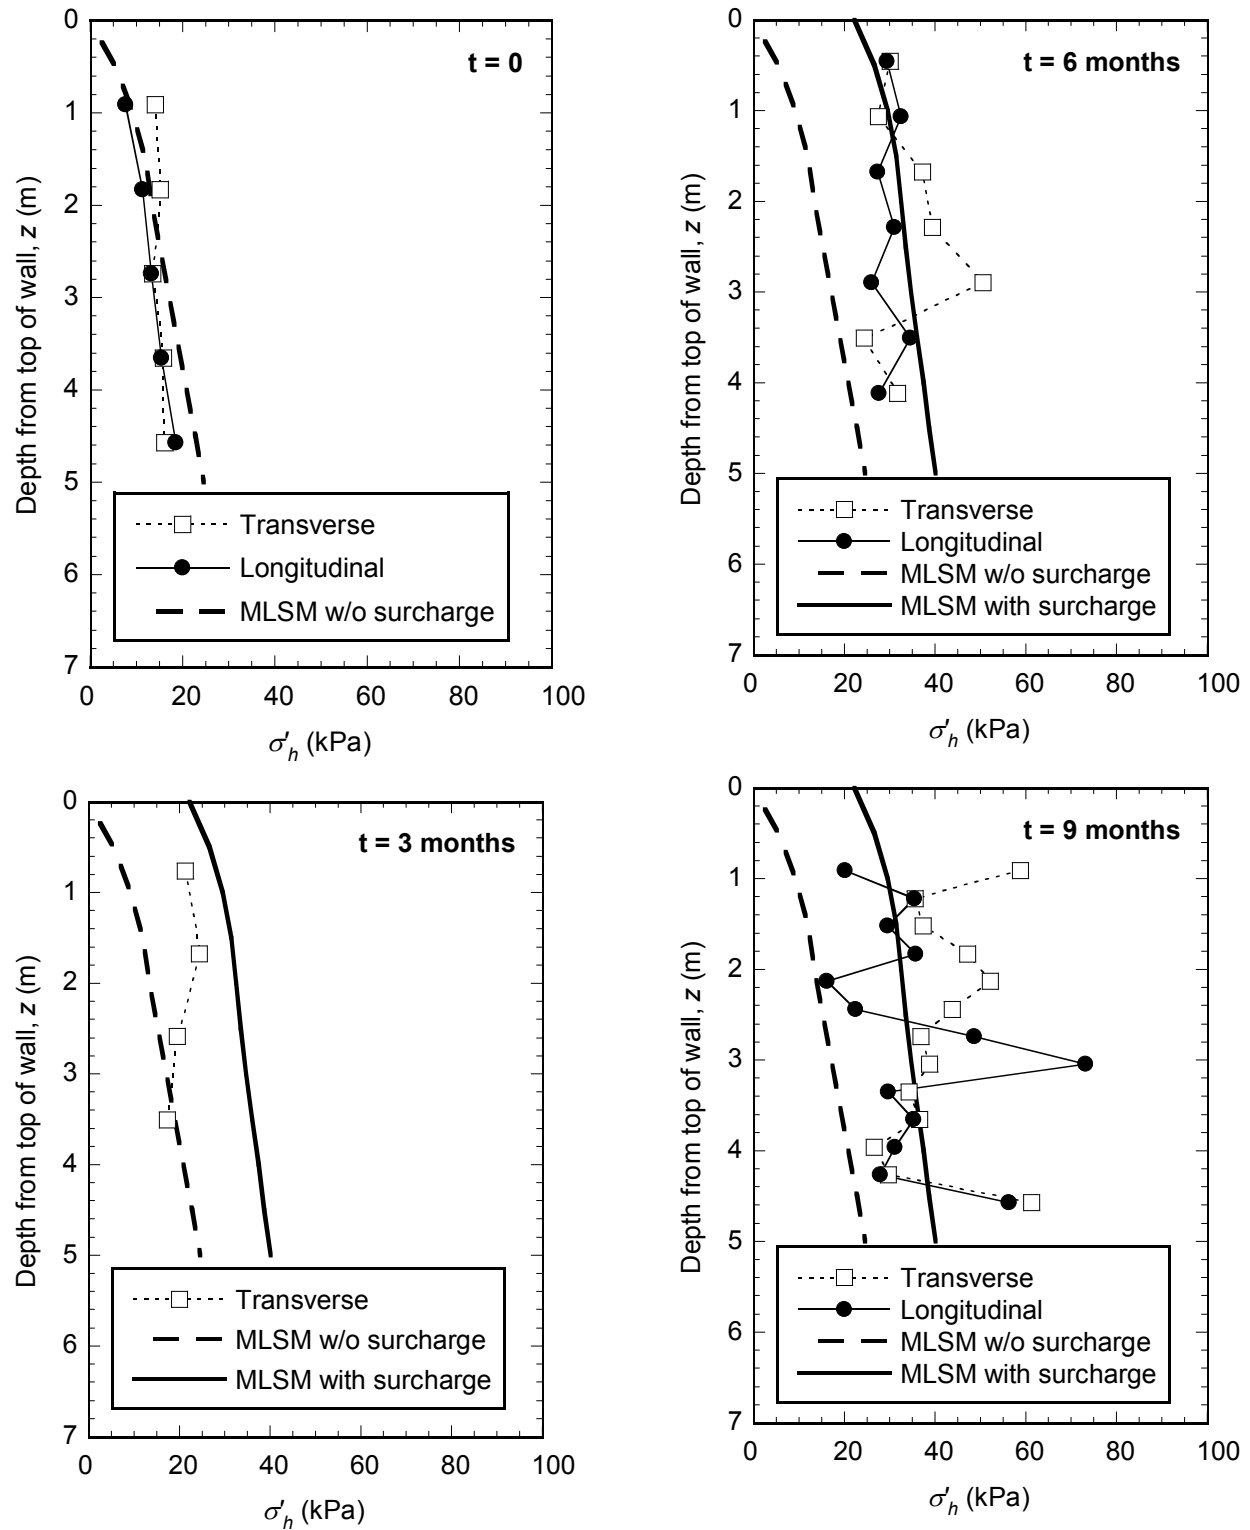 t = 0
0
1
2
3
4
5
6
7
Depth from top of wall, z (m)
Transverse
Longitudinal
MLSM w/o surcharge
0 20 40 60 80 100
σ′h (kPa)
t = 6 months
0
1
2
3
4
5
6
7
Depth from top of wall, z (m)
Transverse
Longitudinal
MLSM w/o surcharge
MLSM with surcharge
0 20 40 60 80 100
σ′h (kPa)
t = 3 months
0
1
2
3
4
5
6
7
Depth from top of wall, z (m)
Transverse
MLSM w/o surcharge
MLSM with surcharge
0 20 40 60 80 100
σ′h (kPa)
t = 9 months
0
1
2
3
4
5
6
7
Depth from top of wall, z (m)
Transverse
Longitudinal
MLSM w/o surcharge
MLSM with surcharge
0 20 40 60 80 100
σ′h (kPa)